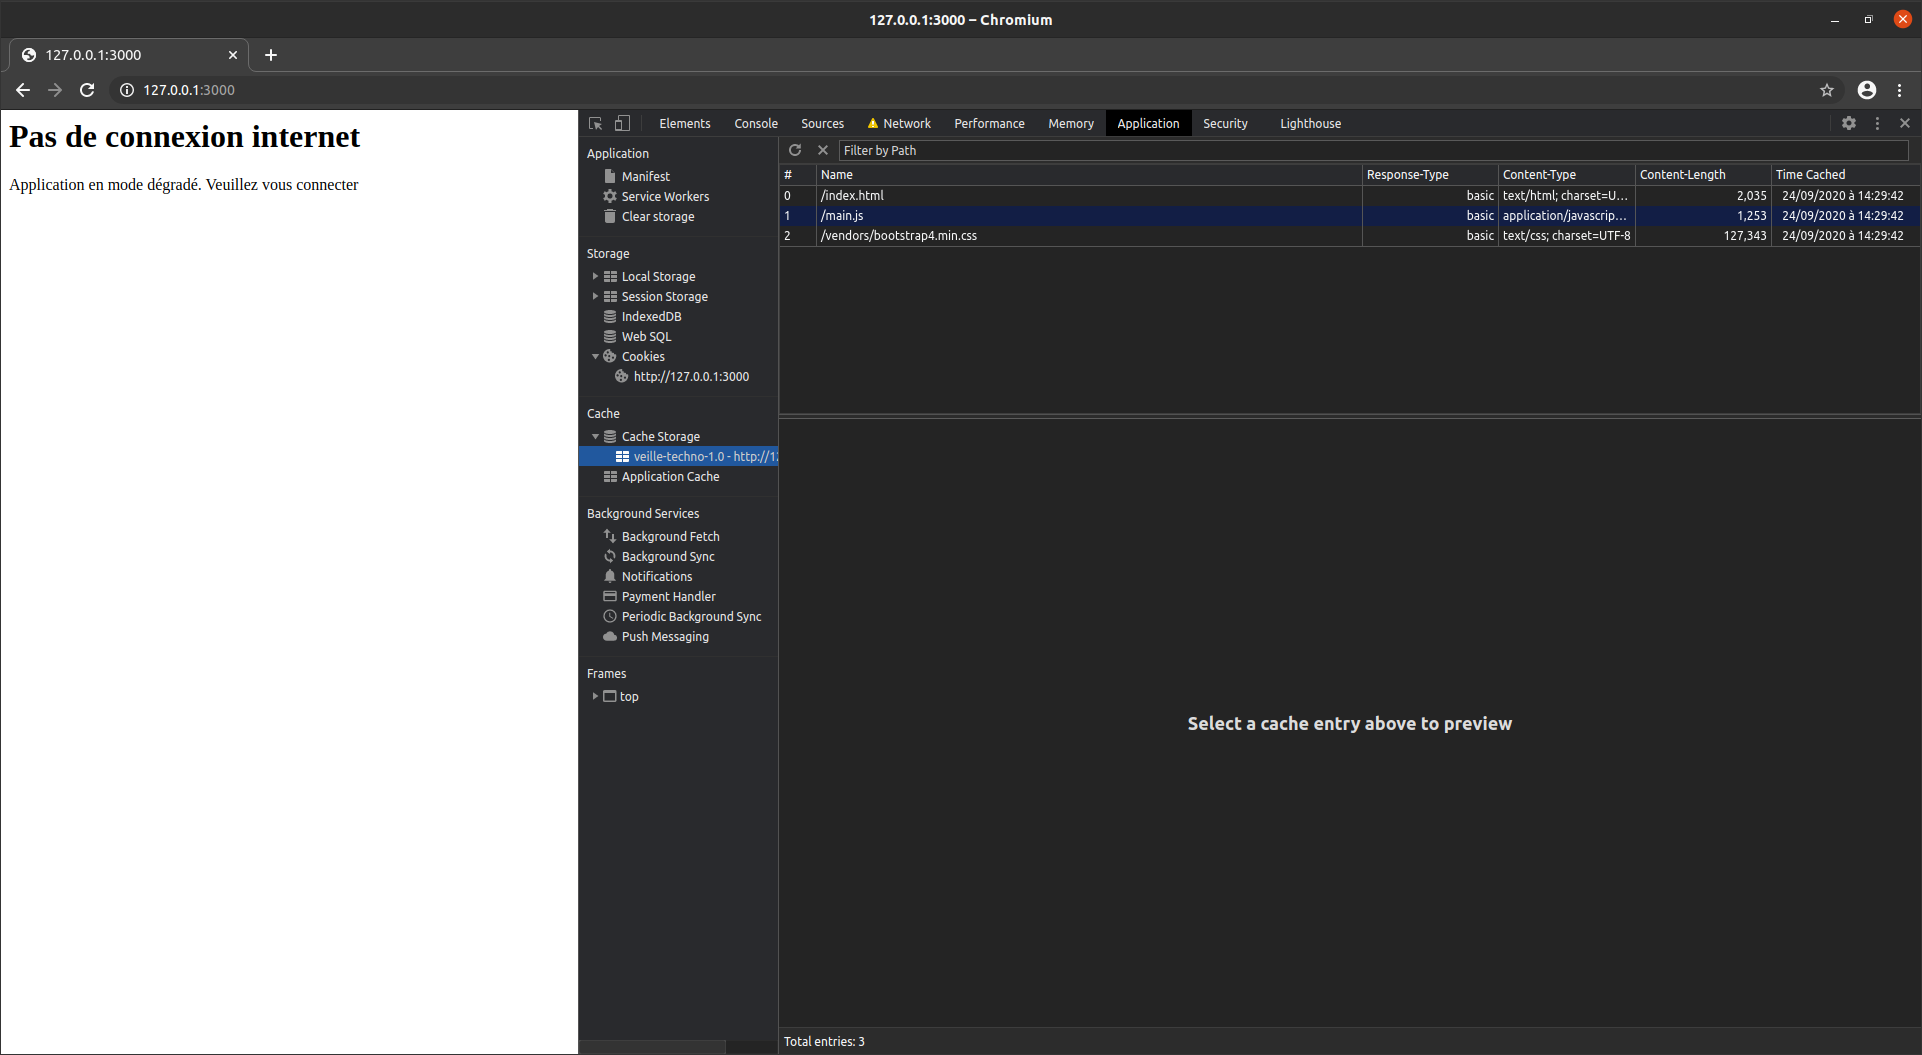 127.0.0.1:3000 – Chromium
127.0.0.1:3000
127.0.0.1:3000
Pas de connexion internet
Application en mode dégradé. Veuillez vous connecter
Elements Console Sources Network Performance Memory Application Security Lighthouse
Application
Manifest
Service Workers
Clear storage
Storage
Local Storage
Session Storage
IndexedDB
Web SQL
Cookies
http://127.0.0.1:3000
Cache
Cache Storage
veille-techno-1.0 - http://12
Application Cache
Background Services
Background Fetch
Background Sync
Notifications
Payment Handler
Periodic Background Sync
Push Messaging
Frames
top
Filter by Path
# Name Response-Type Content-Type Content-Length Time Cached
0 /index.html basic text/html; charset=U... 2,035 24/09/2020 à 14:29:42
1 /main.js basic application/javascrip... 1,253 24/09/2020 à 14:29:42
2 /vendors/bootstrap4.min.css basic text/css; charset=UTF-8 127,343 24/09/2020 à 14:29:42
Select a cache entry above to preview
Total entries: 3